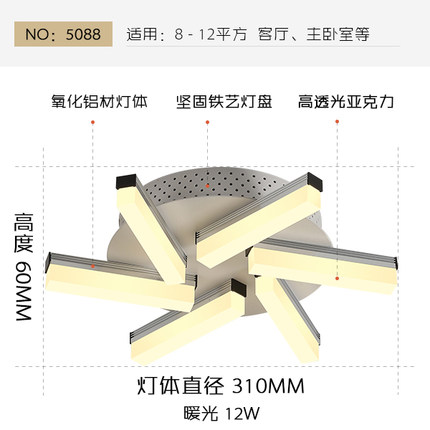 NO：5088 适用：8 - 12平方 客厅、主卧室等
氧化铝材灯体 坚固铁艺灯盘 高透光亚克力
高度 60MM
灯体直径 310MM
暖光 12W